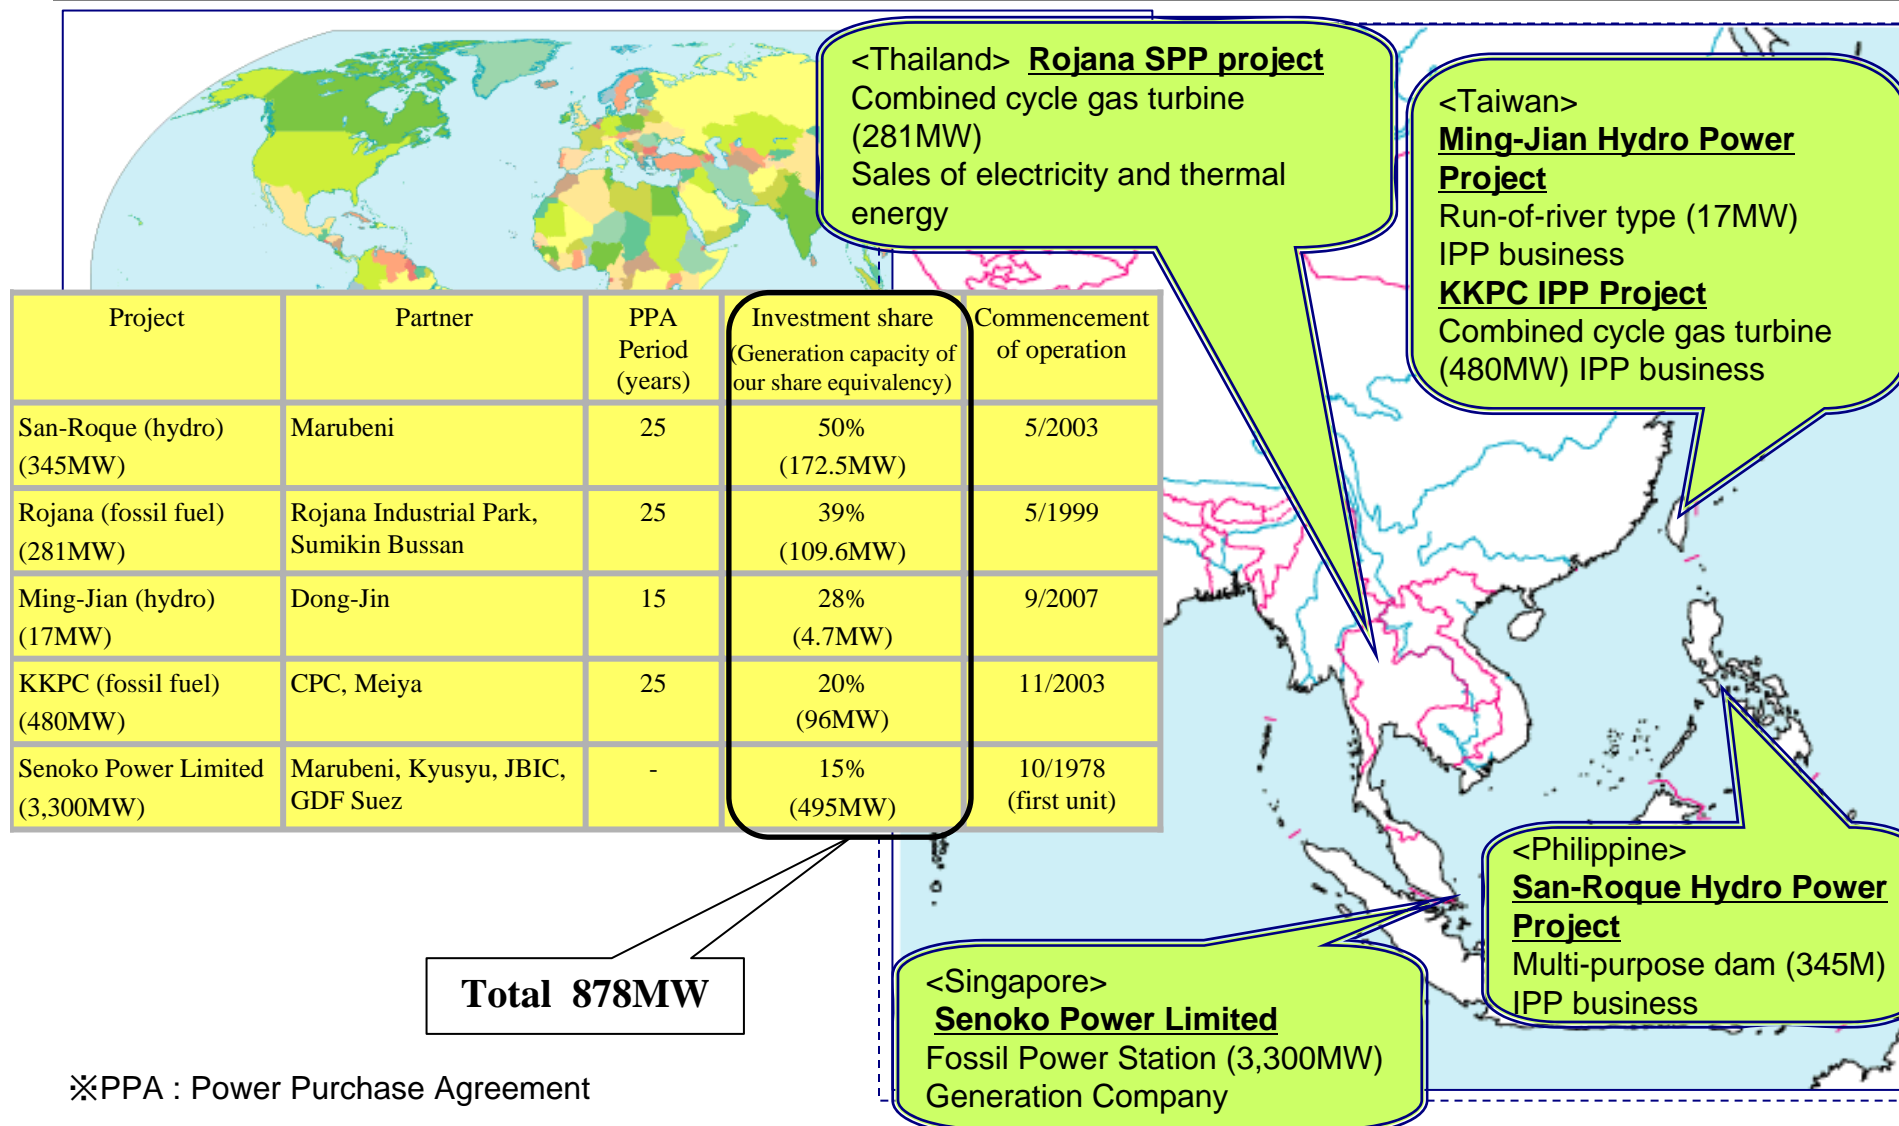 <Thailand> Rojana SPP project
Combined cycle gas turbine
(281MW)
Sales of electricity and thermal
energy
<Taiwan>
Ming-Jian Hydro Power
Project
Run-of-river type (17MW)
IPP business
KKPC IPP Project
Combined cycle gas turbine
(480MW) IPP business
Project Partner PPA Period (years) Investment share (Generation capacity of our share equivalency) Commencement of operation
San-Roque (hydro) (345MW) Marubeni 25 50% (172.5MW) 5/2003
Rojana (fossil fuel) (281MW) Rojana Industrial Park, Sumikin Bussan 25 39% (109.6MW) 5/1999
Ming-Jian (hydro) (17MW) Dong-Jin 15 28% (4.7MW) 9/2007
KKPC (fossil fuel) (480MW) CPC, Meiya 25 20% (96MW) 11/2003
Senoko Power Limited (3,300MW) Marubeni, Kyusyu, JBIC, GDF Suez - 15% (495MW) 10/1978 (first unit)
Total 878MW
<Philippine>
San-Roque Hydro Power
Project
Multi-purpose dam (345M)
IPP business
<Singapore>
Senoko Power Limited
Fossil Power Station (3,300MW)
Generation Company
※PPA : Power Purchase Agreement